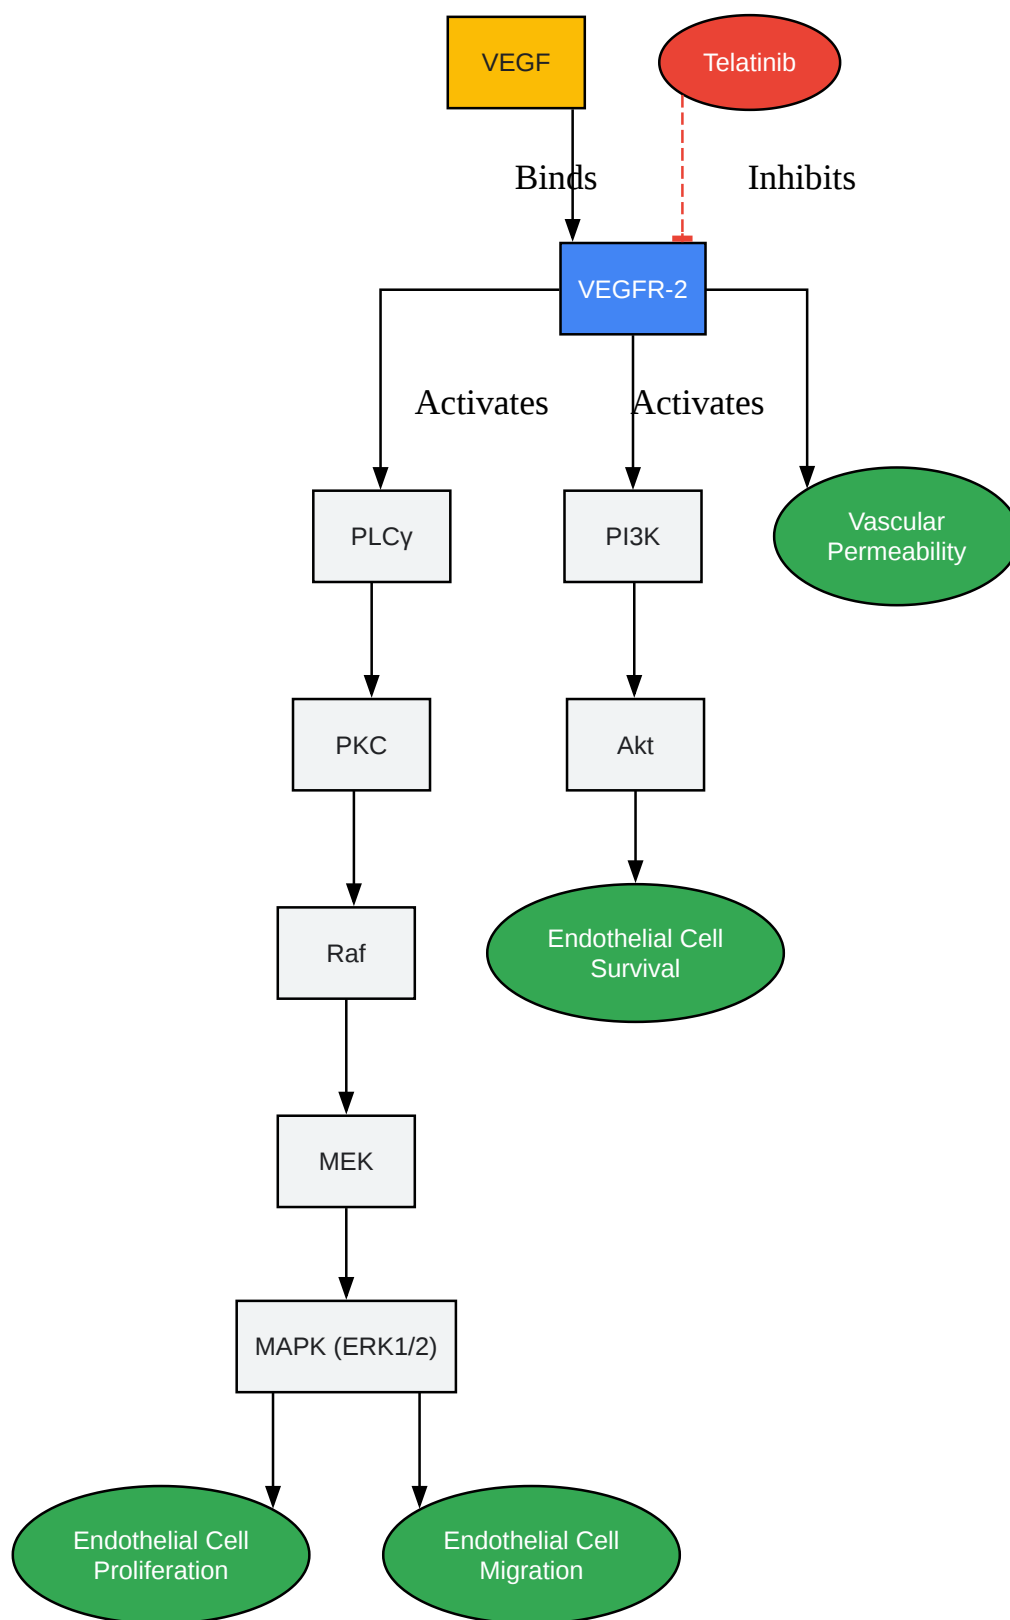 VEGF
Telatinib
Binds
Inhibits
VEGFR-2
Activates
Activates
PLCγ
PI3K
Vascular
Permeability
PKC
Akt
Raf
Endothelial Cell
Survival
MEK
MAPK (ERK1/2)
Endothelial Cell
Proliferation
Endothelial Cell
Migration